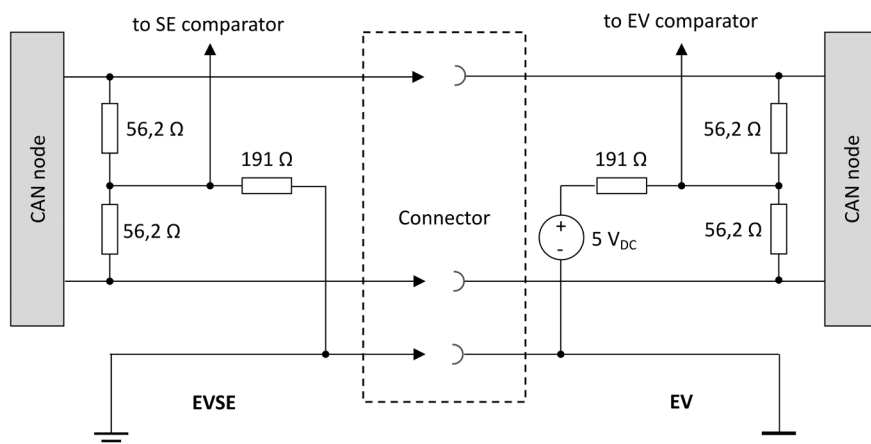 to SE comparator
to EV comparator
CAN node
56,2 Ω
191 Ω
56,2 Ω
Connector
191 Ω
56,2 Ω
+
-
5 VDC
56,2 Ω
CAN node
EVSE
EV